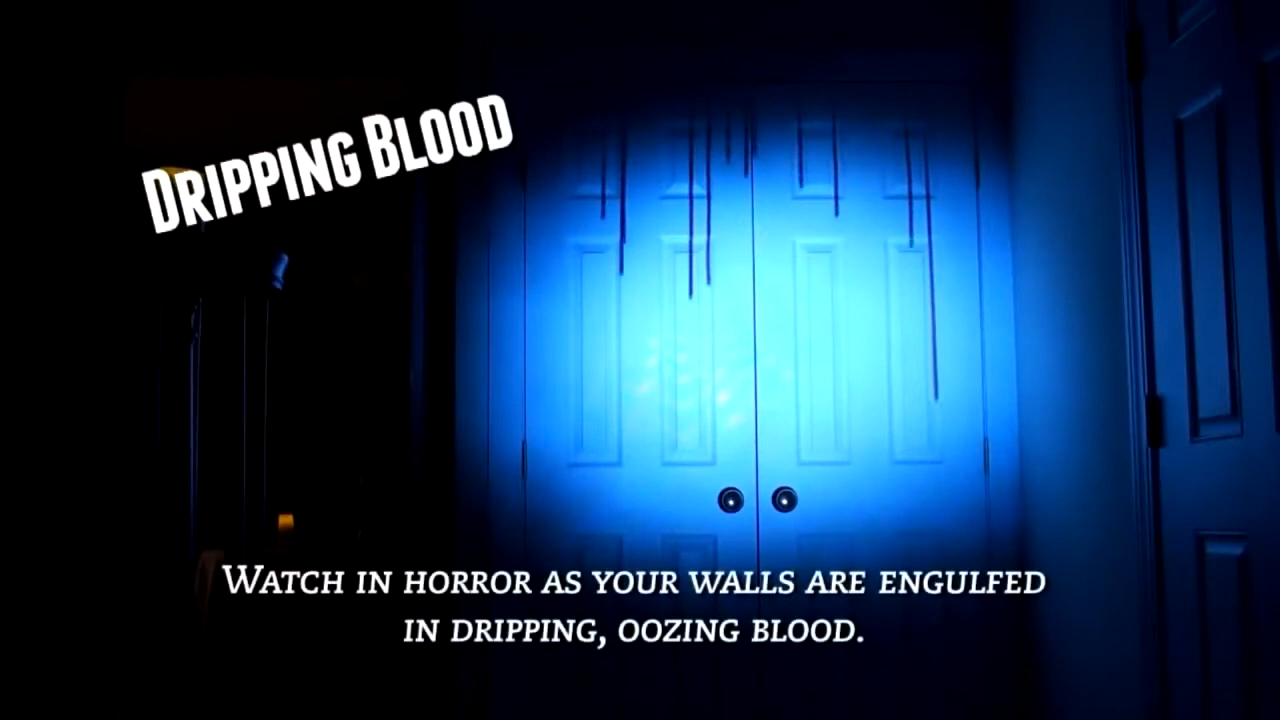 Dripping Blood
Watch in horror as your walls are engulfed
in dripping, oozing blood.